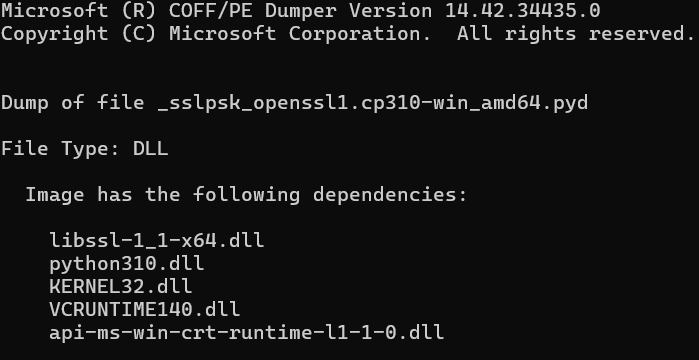 Microsoft (R) COFF/PE Dumper Version 14.42.34435.0
Copyright (C) Microsoft Corporation.  All rights reserved.
Dump of file _sslpsk_openssl1.cp310-win_amd64.pyd
File Type: DLL
Image has the following dependencies:
libssl-1_1-x64.dll
python310.dll
KERNEL32.dll
VCRUNTIME140.dll
api-ms-win-crt-runtime-l1-1-0.dll